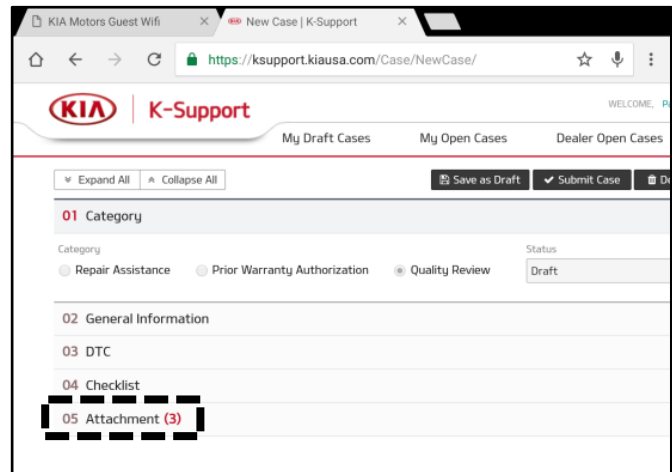 KIA Motors Guest Wifi
New Case | K-Support
https://ksupport.kiausa.com/Case/NewCase/
KIA K-Support
WELCOME,
My Draft Cases My Open Cases Dealer Open Cases
Expand All Collapse All Save as Draft Submit Case
01 Category
Category Status
Repair Assistance Prior Warranty Authorization Quality Review Draft
02 General Information
03 DTC
04 Checklist
05 Attachment (3)